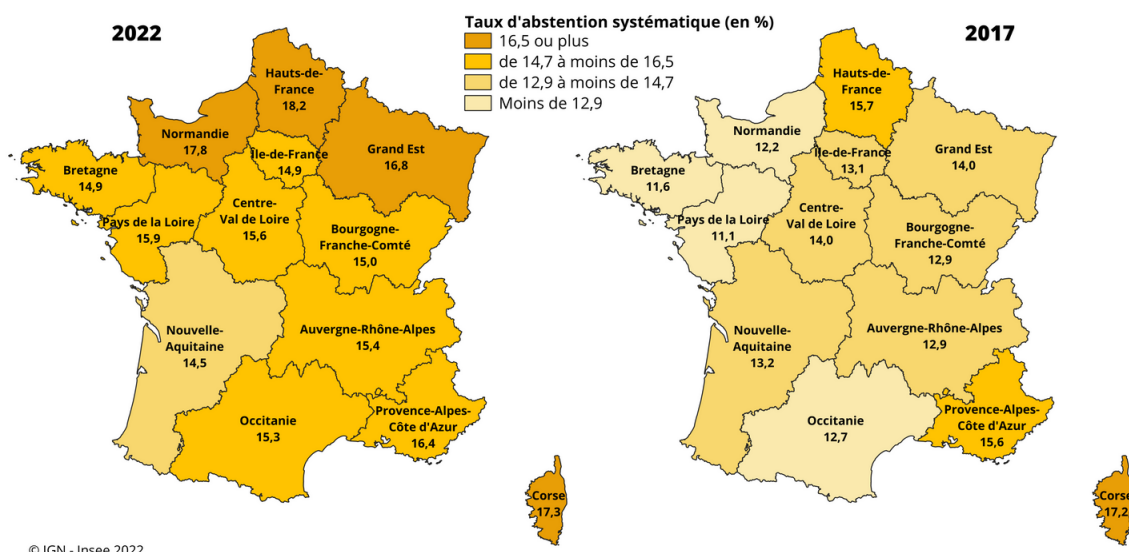 2022
Taux d'abstention systématique (en %)
16,5 ou plus
de 14,7 à moins de 16,5
de 12,9 à moins de 14,7
Moins de 12,9
2017
Hauts-de-
France
18,2
Normandie
17,8
Île-de-France
14,9
Grand Est
16,8
Bretagne
14,9
Pays de la Loire
15,9
Centre-
Val de Loire
15,6
Bourgogne-
Franche-Comté
15,0
Nouvelle-
Aquitaine
14,5
Auvergne-Rhône-Alpes
15,4
Occitanie
15,3
Provence-Alpes-
Côte d'Azur
16,4
Corse
17,3
Hauts-de-
France
15,7
Normandie
12,2
Île-de-France
13,1
Grand Est
14,0
Bretagne
11,6
Pays de la Loire
11,1
Centre-
Val de Loire
14,0
Bourgogne-
Franche-Comté
12,9
Nouvelle-
Aquitaine
13,2
Auvergne-Rhône-Alpes
12,9
Occitanie
12,7
Provence-Alpes-
Côte d'Azur
15,6
Corse
17,2
© IGN - Insee 2022